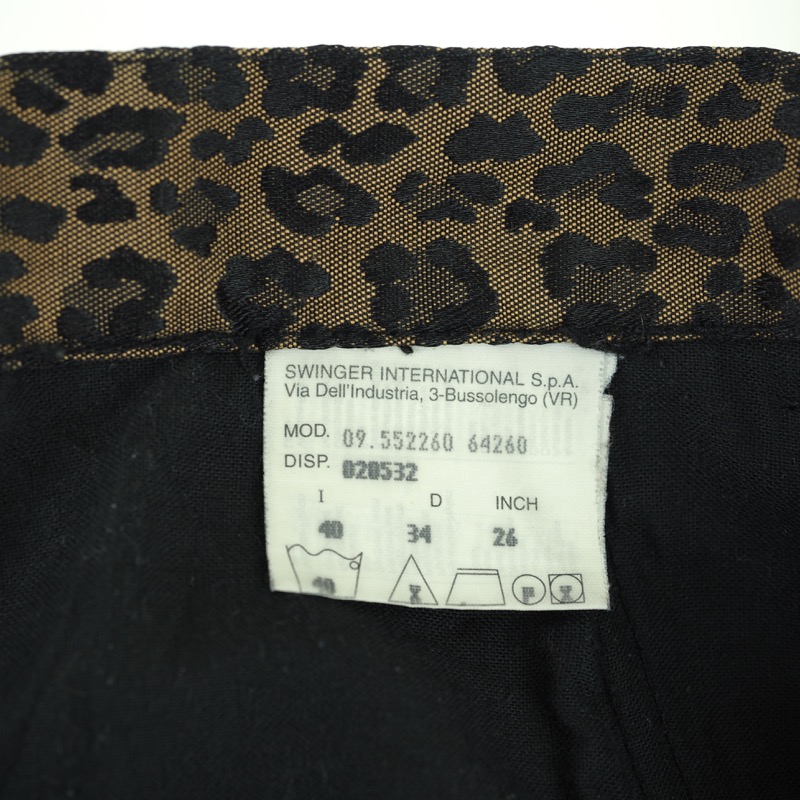 SWINGER INTERNATIONAL S.p.A.
Via Dell'Industria, 3-Bussolengo (VR)
MOD. 09.552260 64260
DISP. 020532
I D INCH
40 34 26
40 X P X